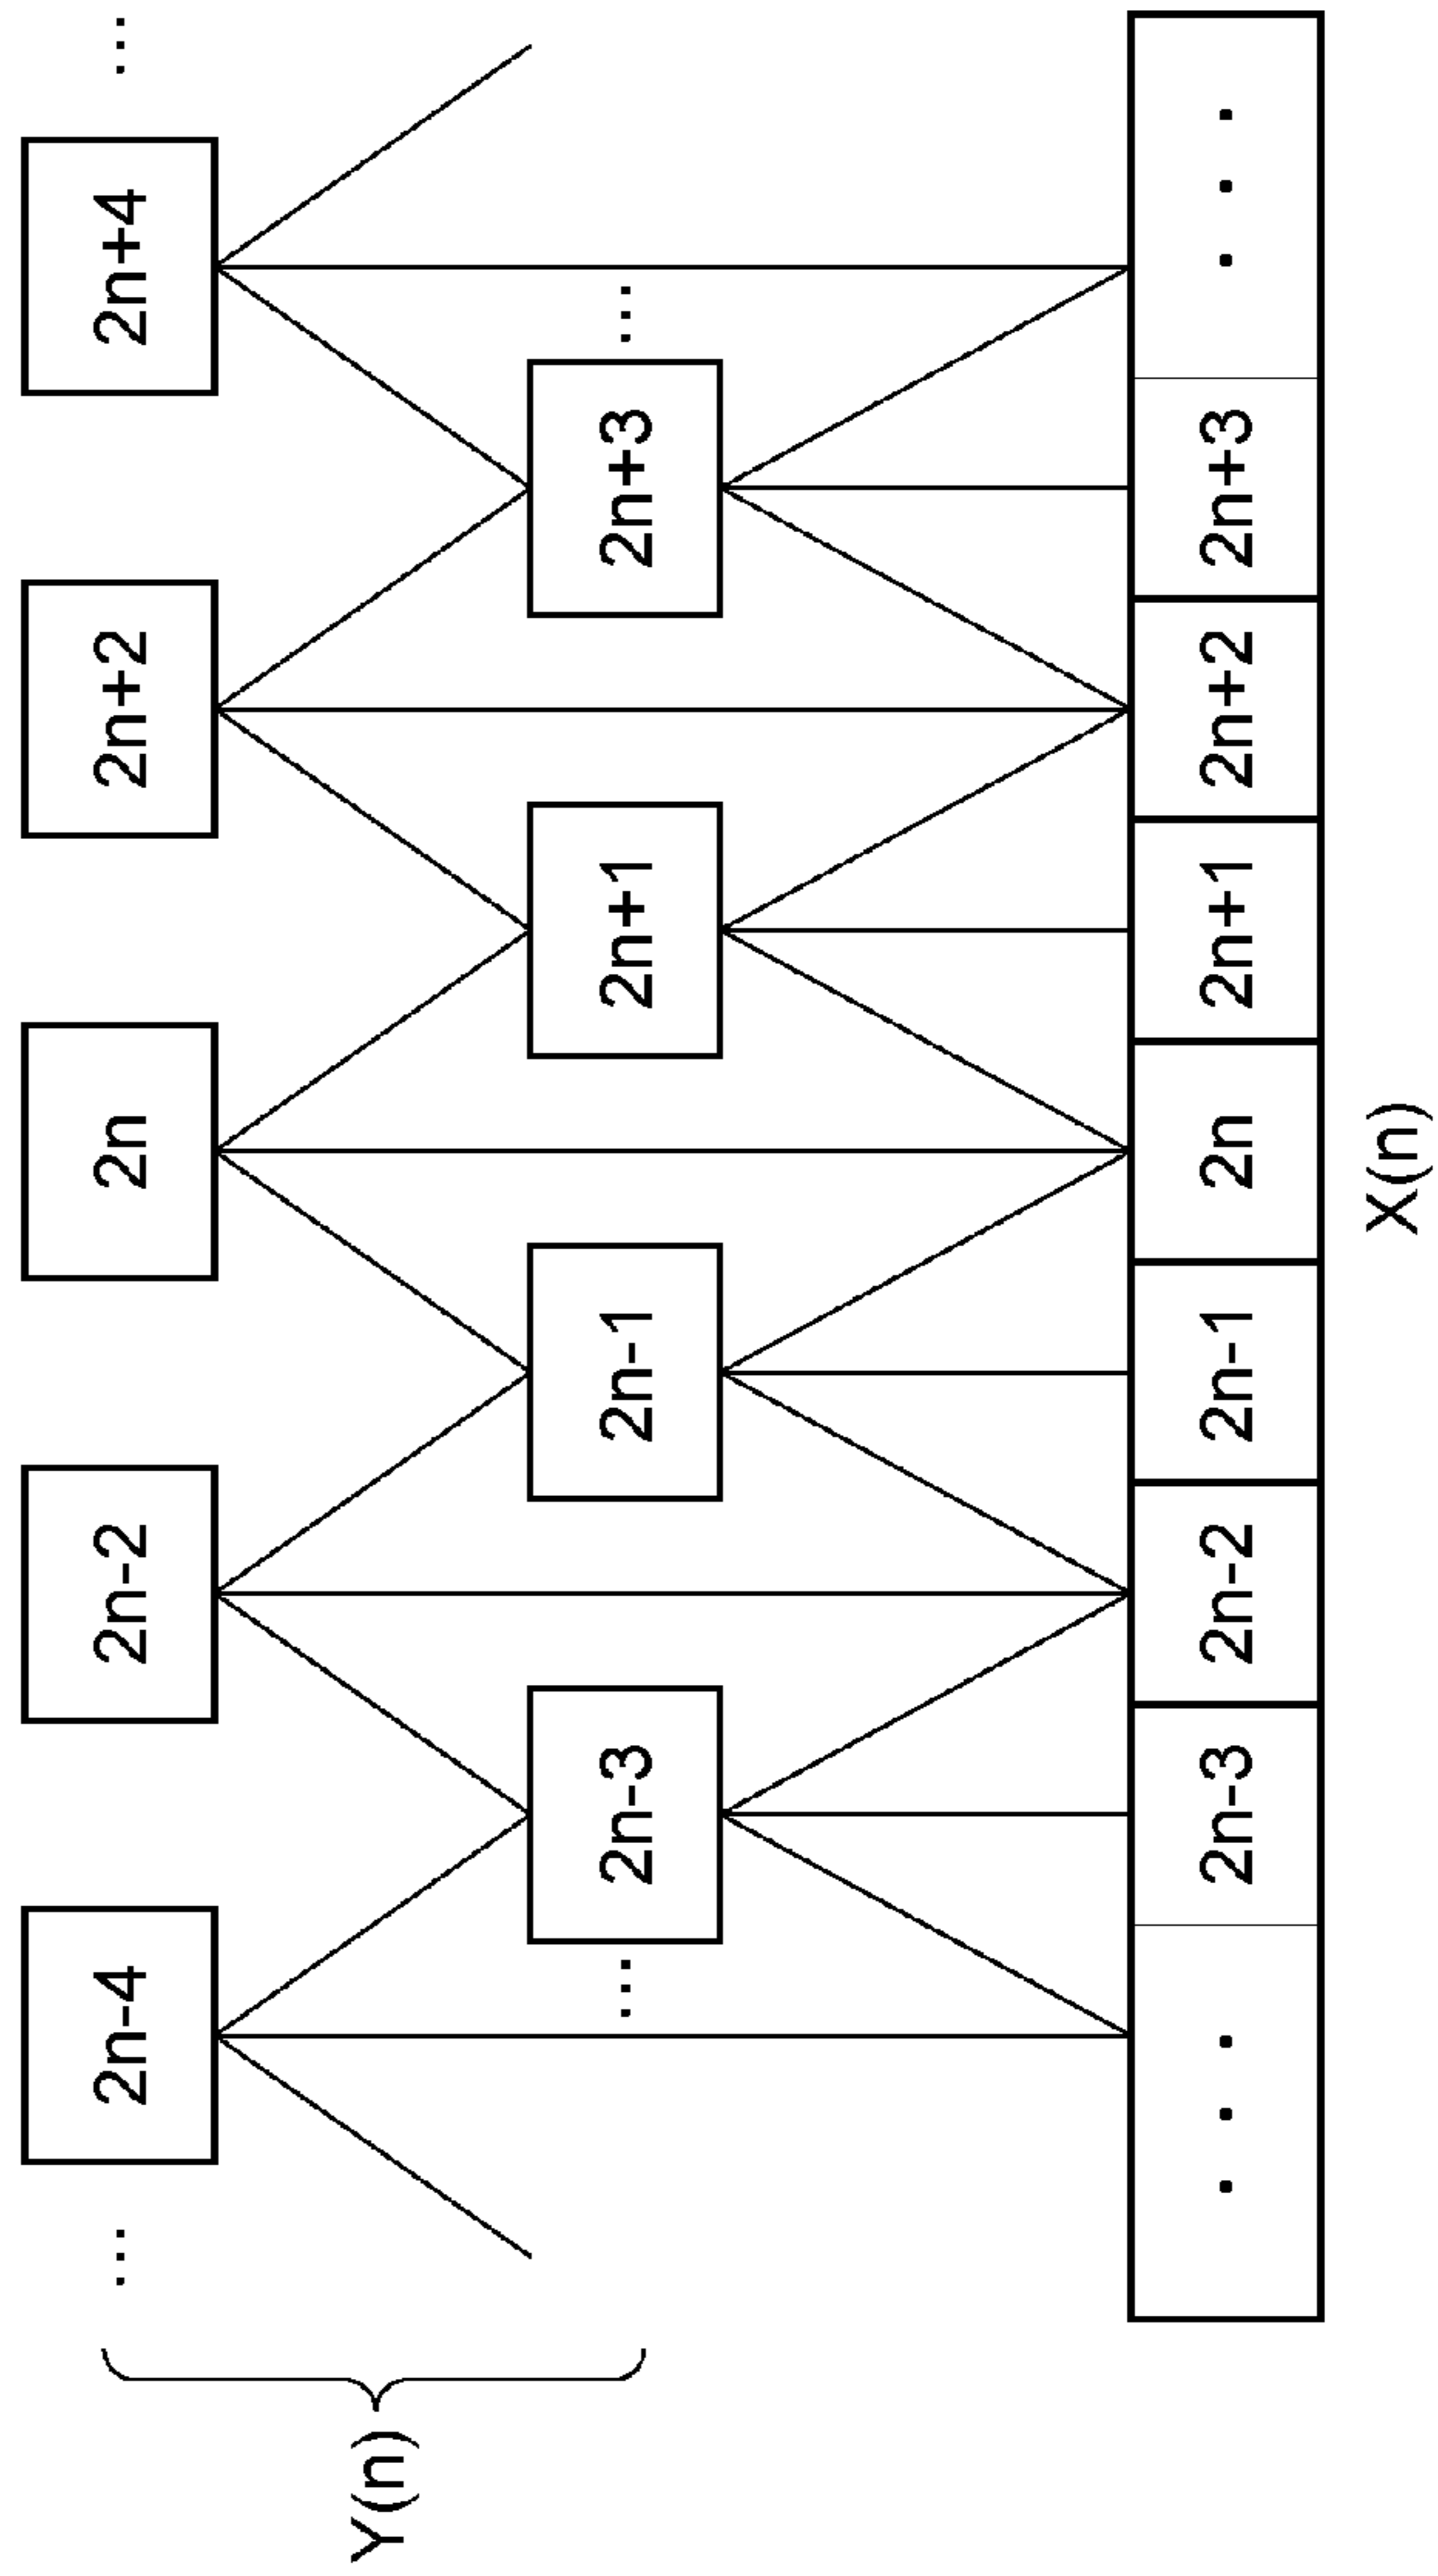 ... 2n-4 2n-2 2n 2n+2 2n+4 ...
Y(n)
... 2n-3 2n-1 2n+1 2n+3 ...
. . . 2n-3 2n-2 2n-1 2n 2n+1 2n+2 2n+3 . . .
X(n)